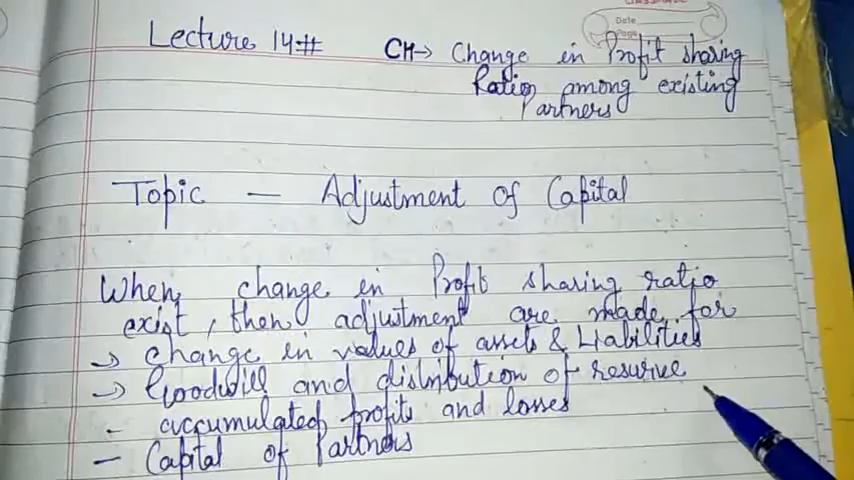 Lecture 14:#
CH→ Change in Profit sharing
Ratio among existing
Partners
Date
Page
Topic — Adjustment of Capital
When change in Profit sharing ratio
exist, then adjustment are made for
→ change in values of assets & Liabilities
→ Goodwill and distribution of reserve
- accumulated profits and losses
— Capital of Partners